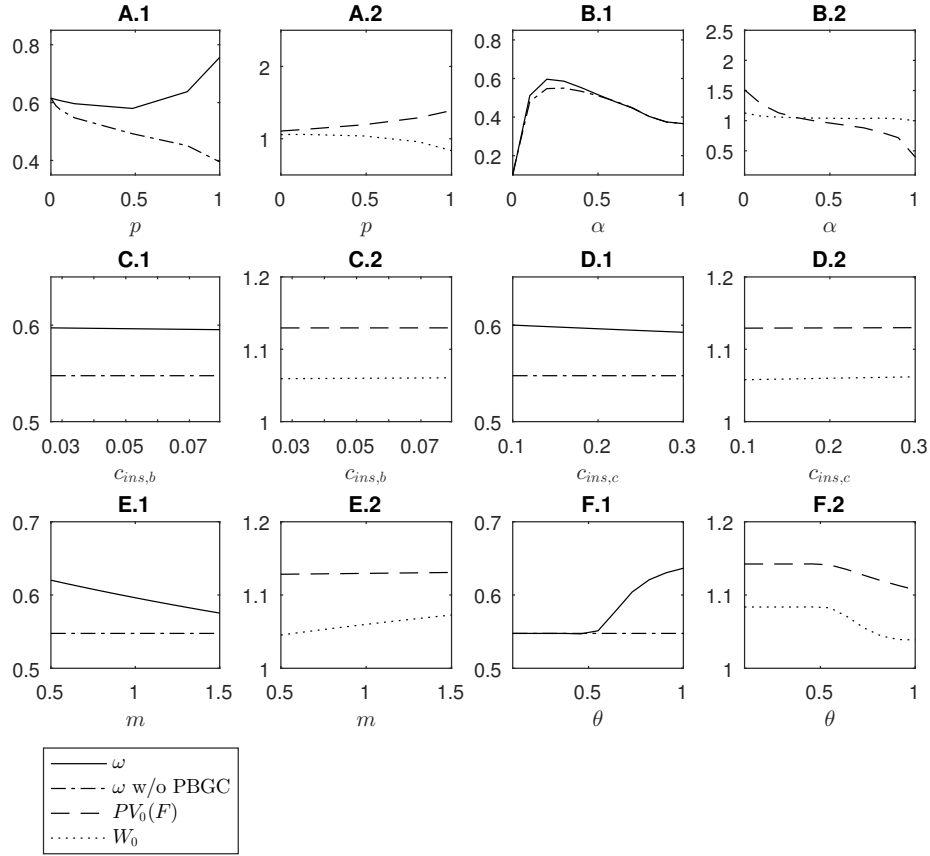 A.1 A.2 B.1 B.2
0.8 0.6 0.4
0 0.5 1
p
2 1
0 0.5 1
p
0.8 0.6 0.4 0.2
0 0.5 1
α
2.5 2 1.5 1 0.5
0 0.5 1
α
C.1 C.2 D.1 D.2
0.6 0.5
0.03 0.05 0.07
c_{ins,b}
1.2 1.1 1
0.03 0.05 0.07
c_{ins,b}
0.6 0.5
0.1 0.2 0.3
c_{ins,c}
1.2 1.1 1
0.1 0.2 0.3
c_{ins,c}
E.1 E.2 F.1 F.2
0.7 0.6 0.5
0.5 1 1.5
m
1.2 1.1 1
0.5 1 1.5
m
0.7 0.6 0.5
0.5 1
θ
1.2 1.1 1
0.5 1
θ
ω
ω w/o PBGC
PV_0(F)
W_0